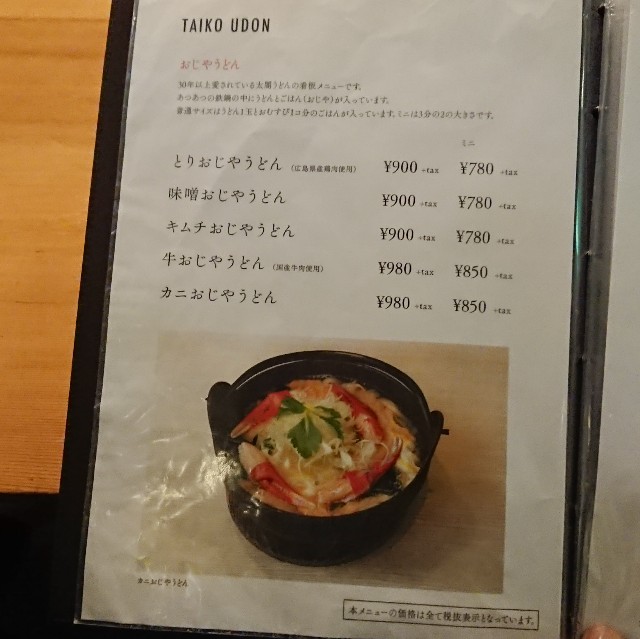 TAIKO UDON
おじやうどん
30年以上愛されている太閤うどんの看板メニューです。
あつあつの鉄鍋の中にうどんとごはん(おじや)が入っています。
普通サイズはうどん1玉とおむすび1コ分のごはんが入っています。ミニは3分の2の大きさです。
ミニ
とりおじやうどん (広島県産鶏肉使用) ¥900 +tax ¥780 +tax
味噌おじやうどん ¥900 +tax ¥780 +tax
キムチおじやうどん ¥900 +tax ¥780 +tax
牛おじやうどん (国産牛肉使用) ¥980 +tax ¥850 +tax
カニおじやうどん ¥980 +tax ¥850 +tax
カニおじやうどん
本メニューの価格は全て税抜表示となっています。